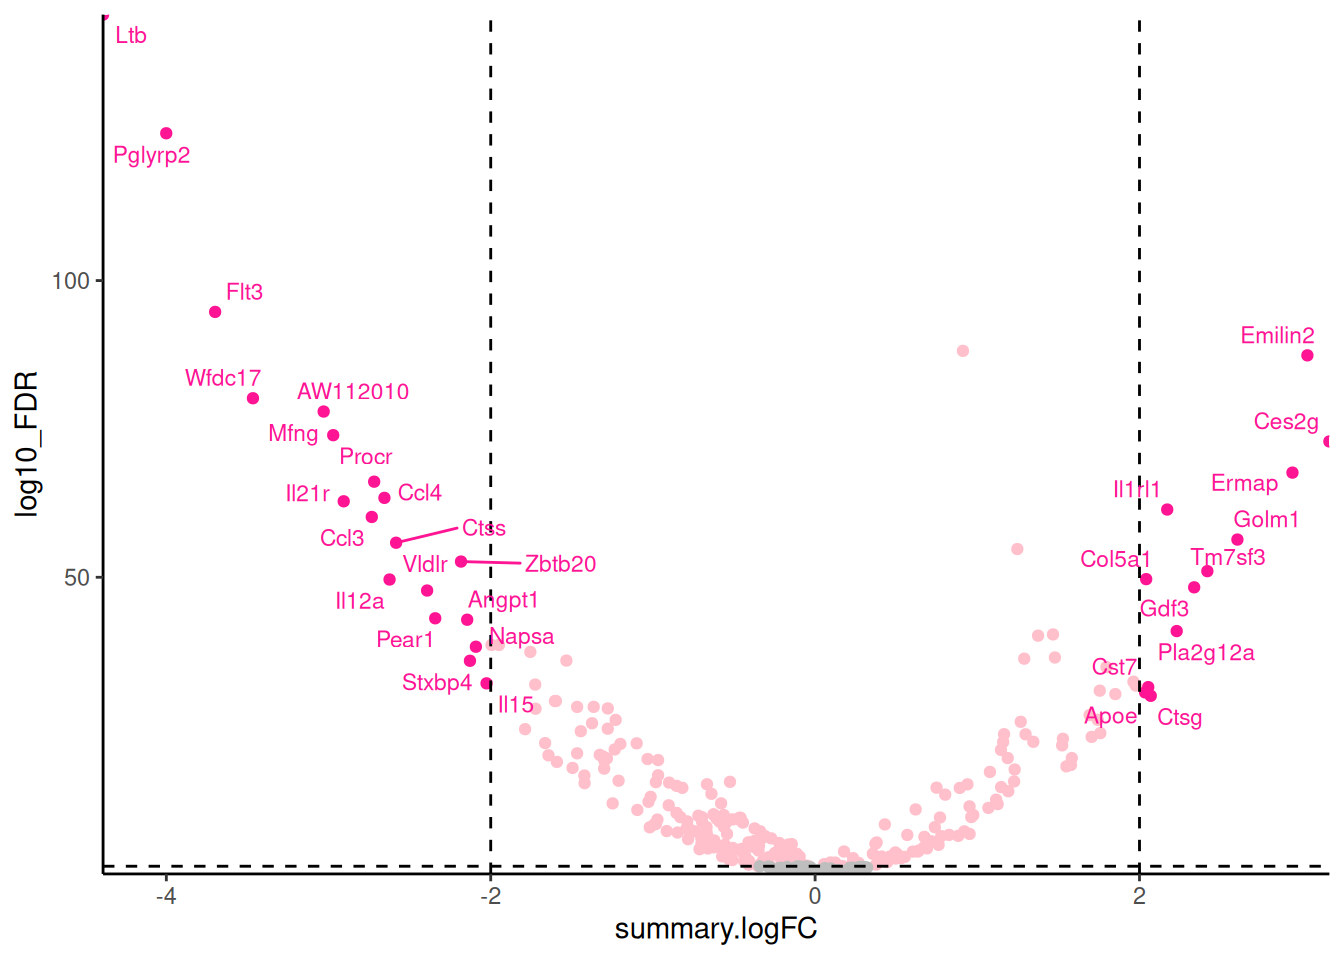 Ltb
Pglyrp2
100
Flt3
Emilin2
Wfdc17
AW112010
Ces2g
Mfng
Procr
Il21r
Ccl4
Ermap
Il1rl1
Golm1
Ccl3
Ctss
Vldlr
Zbtb20
Col5a1
Tm7sf3
50
Il12a
Angpt1
Gdf3
Pear1
Napsa
Pla2g12a
Cst7
Stxbp4
Il15
Apoe
Ctsg
log10_FDR
-4
-2
0
2
summary.logFC